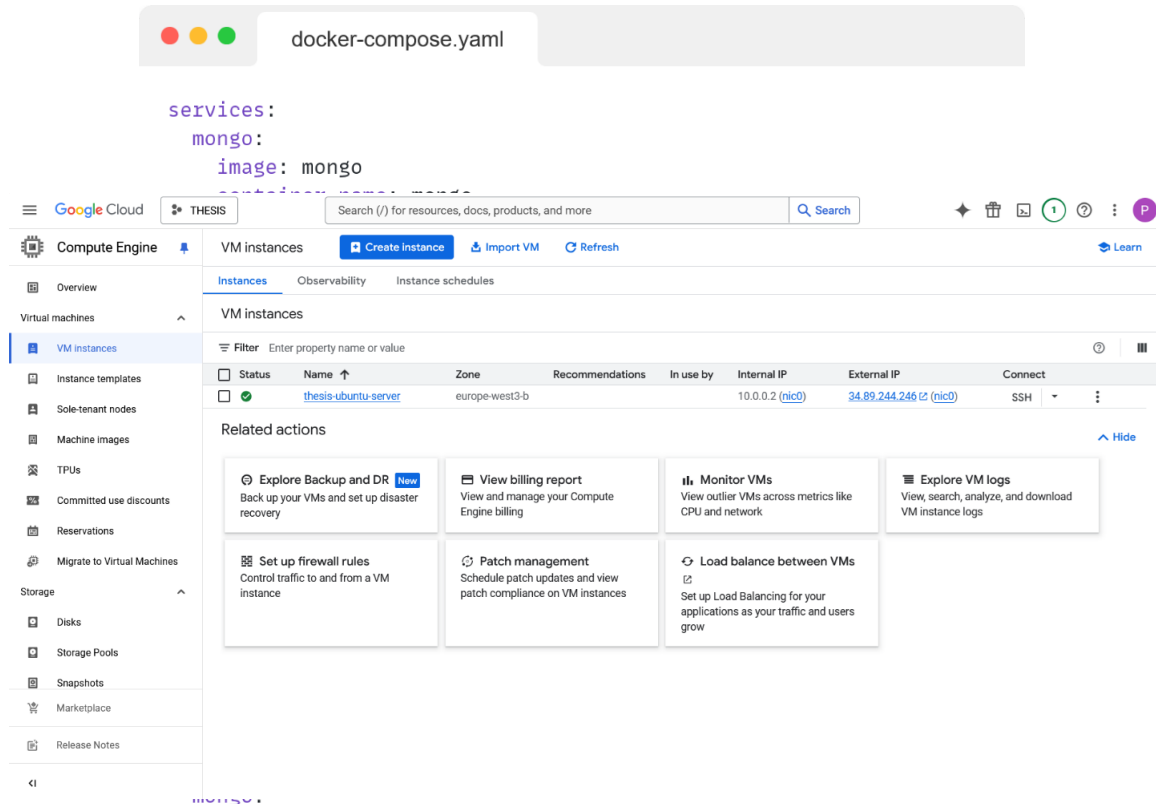 docker-compose.yaml
services:
mongo:
image: mongo
container_name: mongo
Google Cloud
THESIS
Search (/) for resources, docs, products, and more
Search
1
P
Compute Engine
VM instances
Create instance
Import VM
Refresh
Learn
Overview
Instances Observability Instance schedules
Virtual machines
VM instances
VM instances
Filter Enter property name or value
Instance templates
Status Name Zone Recommendations In use by Internal IP External IP Connect
Sole-tenant nodes
thesis-ubuntu-server europe-west3-b 10.0.0.2 (nic0) 34.89.244.246 (nic0) SSH
Machine images
Related actions
Hide
TPUs
Committed use discounts
Reservations
Migrate to Virtual Machines
Storage
Disks
Storage Pools
Snapshots
Marketplace
Release Notes
Explore Backup and DR New
Back up your VMs and set up disaster
recovery
View billing report
View and manage your Compute
Engine billing
Monitor VMs
View outlier VMs across metrics like
CPU and network
Explore VM logs
View, search, analyze, and download
VM instance logs
Set up firewall rules
Control traffic to and from a VM
instance
Patch management
Schedule patch updates and view
patch compliance on VM instances
Load balance between VMs
Set up Load Balancing for your
applications as your traffic and users
grow
mongo: